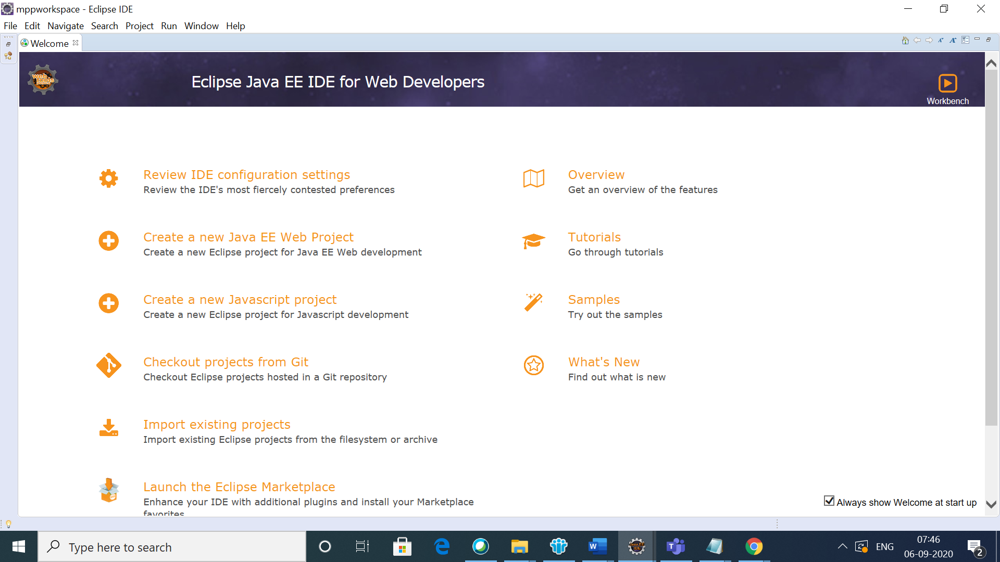 mppworkspace - Eclipse IDE
File Edit Navigate Search Project Run Window Help
Welcome
web tools platform
Eclipse Java EE IDE for Web Developers
Workbench
Review IDE configuration settings
Review the IDE's most fiercely contested preferences
Overview
Get an overview of the features
Create a new Java EE Web Project
Create a new Eclipse project for Java EE Web development
Tutorials
Go through tutorials
Create a new Javascript project
Create a new Eclipse project for Javascript development
Samples
Try out the samples
Checkout projects from Git
Checkout Eclipse projects hosted in a Git repository
What's New
Find out what is new
Import existing projects
Import existing Eclipse projects from the filesystem or archive
Launch the Eclipse Marketplace
Enhance your IDE with additional plugins and install your Marketplace
favorites
Always show Welcome at start up
Type here to search
W
Java EE
IDE
T
ENG
07:46
06-09-2020
2